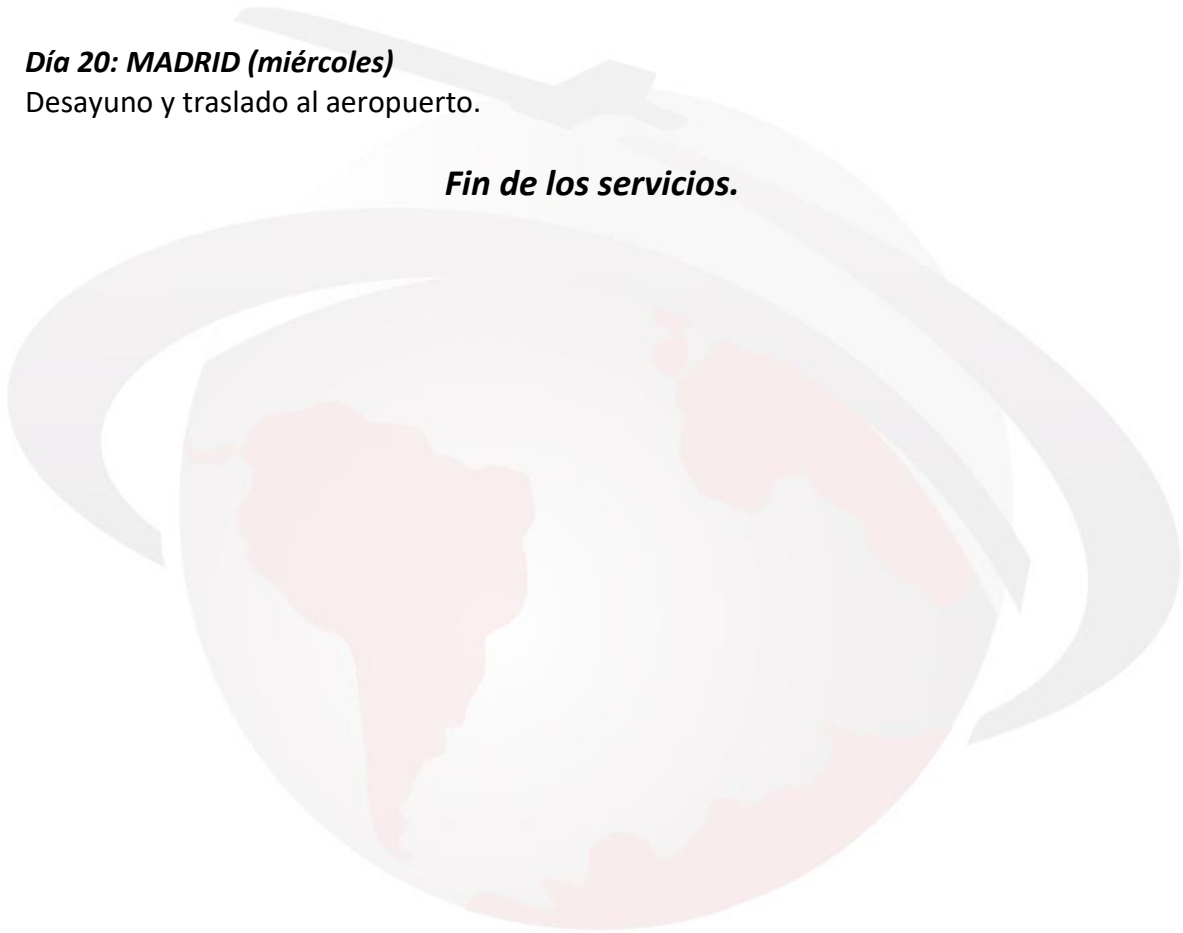 Día 20: MADRID (miércoles)
Desayuno y traslado al aeropuerto.
Fin de los servicios.